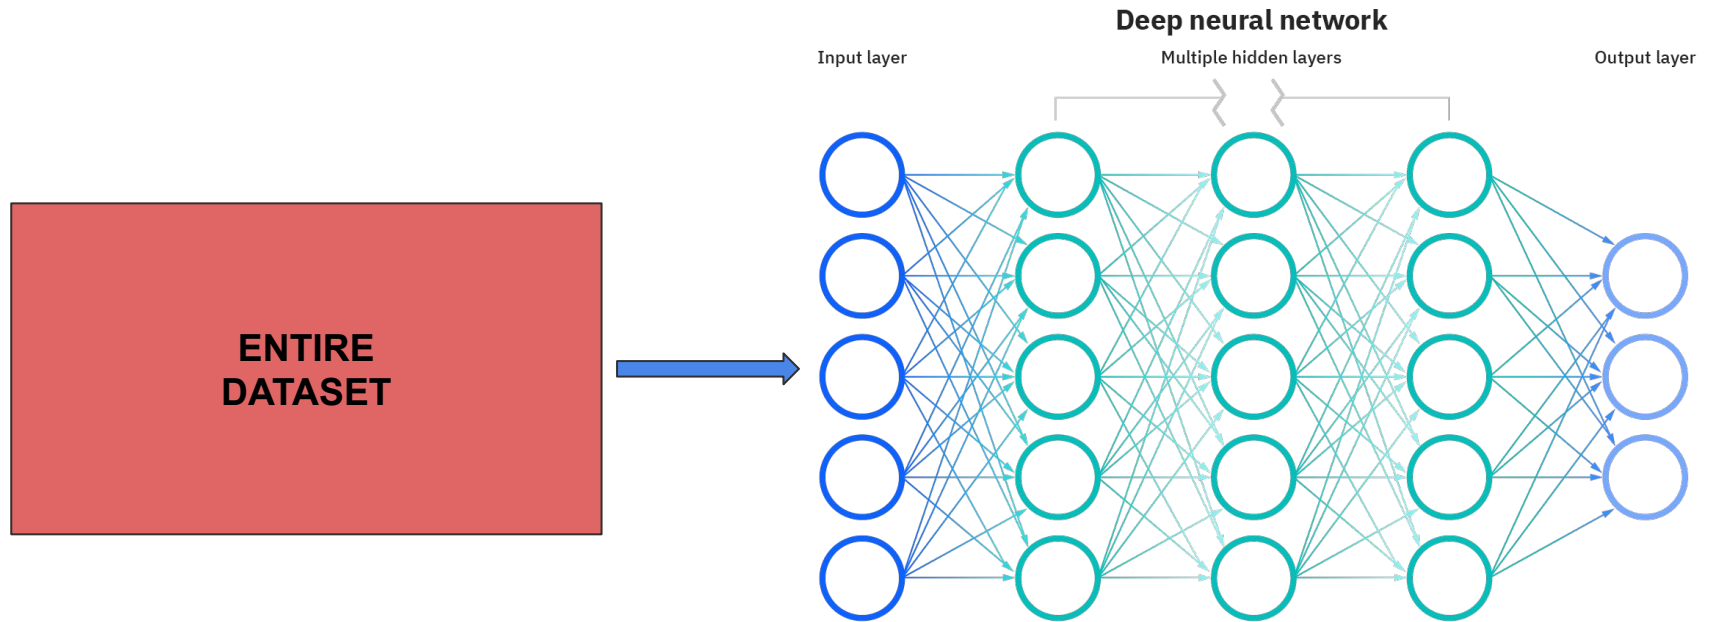 Deep neural network
Input layer
Multiple hidden layers
Output layer
ENTIRE
DATASET